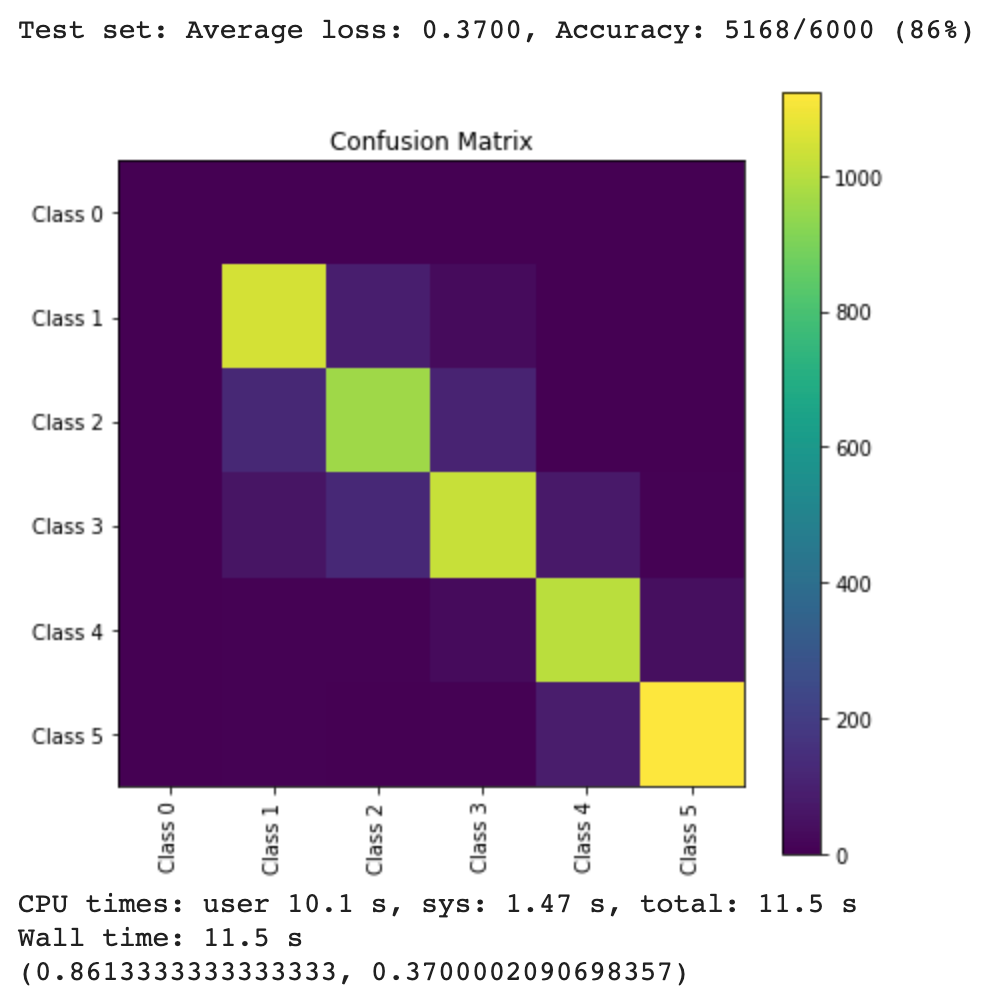 Test set: Average loss: 0.3700, Accuracy: 5168/6000 (86%)
Confusion Matrix
Class 0
Class 1
Class 2
Class 3
Class 4
Class 5
Class 0
Class 1
Class 2
Class 3
Class 4
Class 5
1000
800
600
400
200
0
CPU times: user 10.1 s, sys: 1.47 s, total: 11.5 s
Wall time: 11.5 s
(0.8613333333333333, 0.3700002090698357)